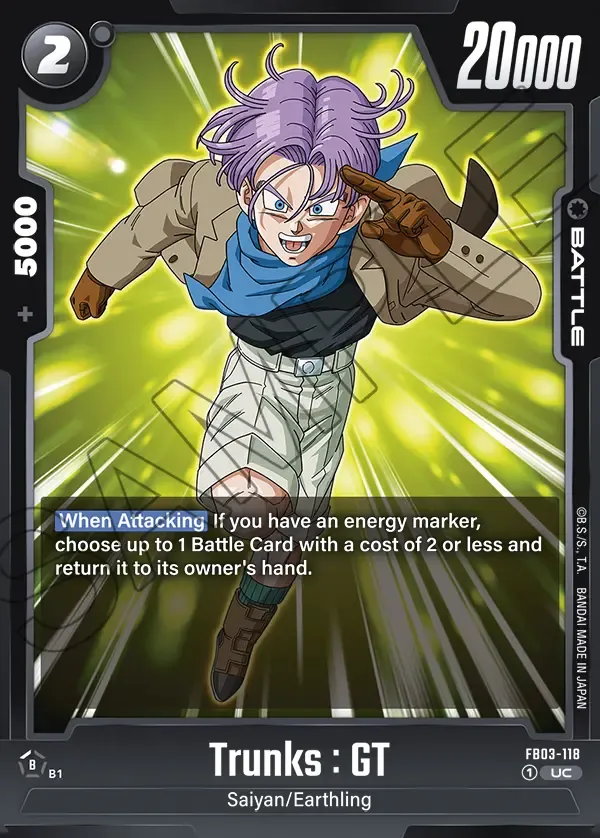 2
20000
+ 5000
BATTLE
SAMPLE
When Attacking If you have an energy marker,
choose up to 1 Battle Card with a cost of 2 or less and
return it to its owner's hand.
©B.S./S., T.A. BANDAI MADE IN JAPAN
B B1
Trunks : GT
FB03-118
1 UC
Saiyan/Earthling